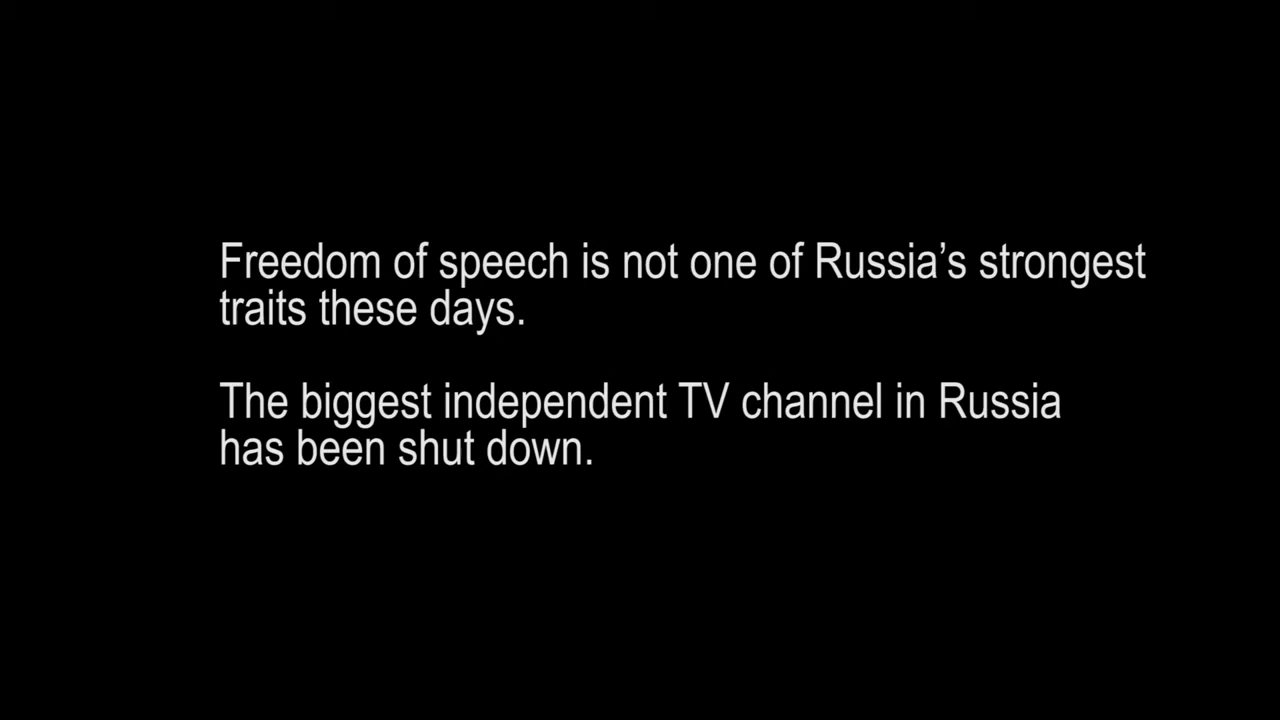 Freedom of speech is not one of Russia’s strongest
traits these days.
The biggest independent TV channel in Russia
has been shut down.